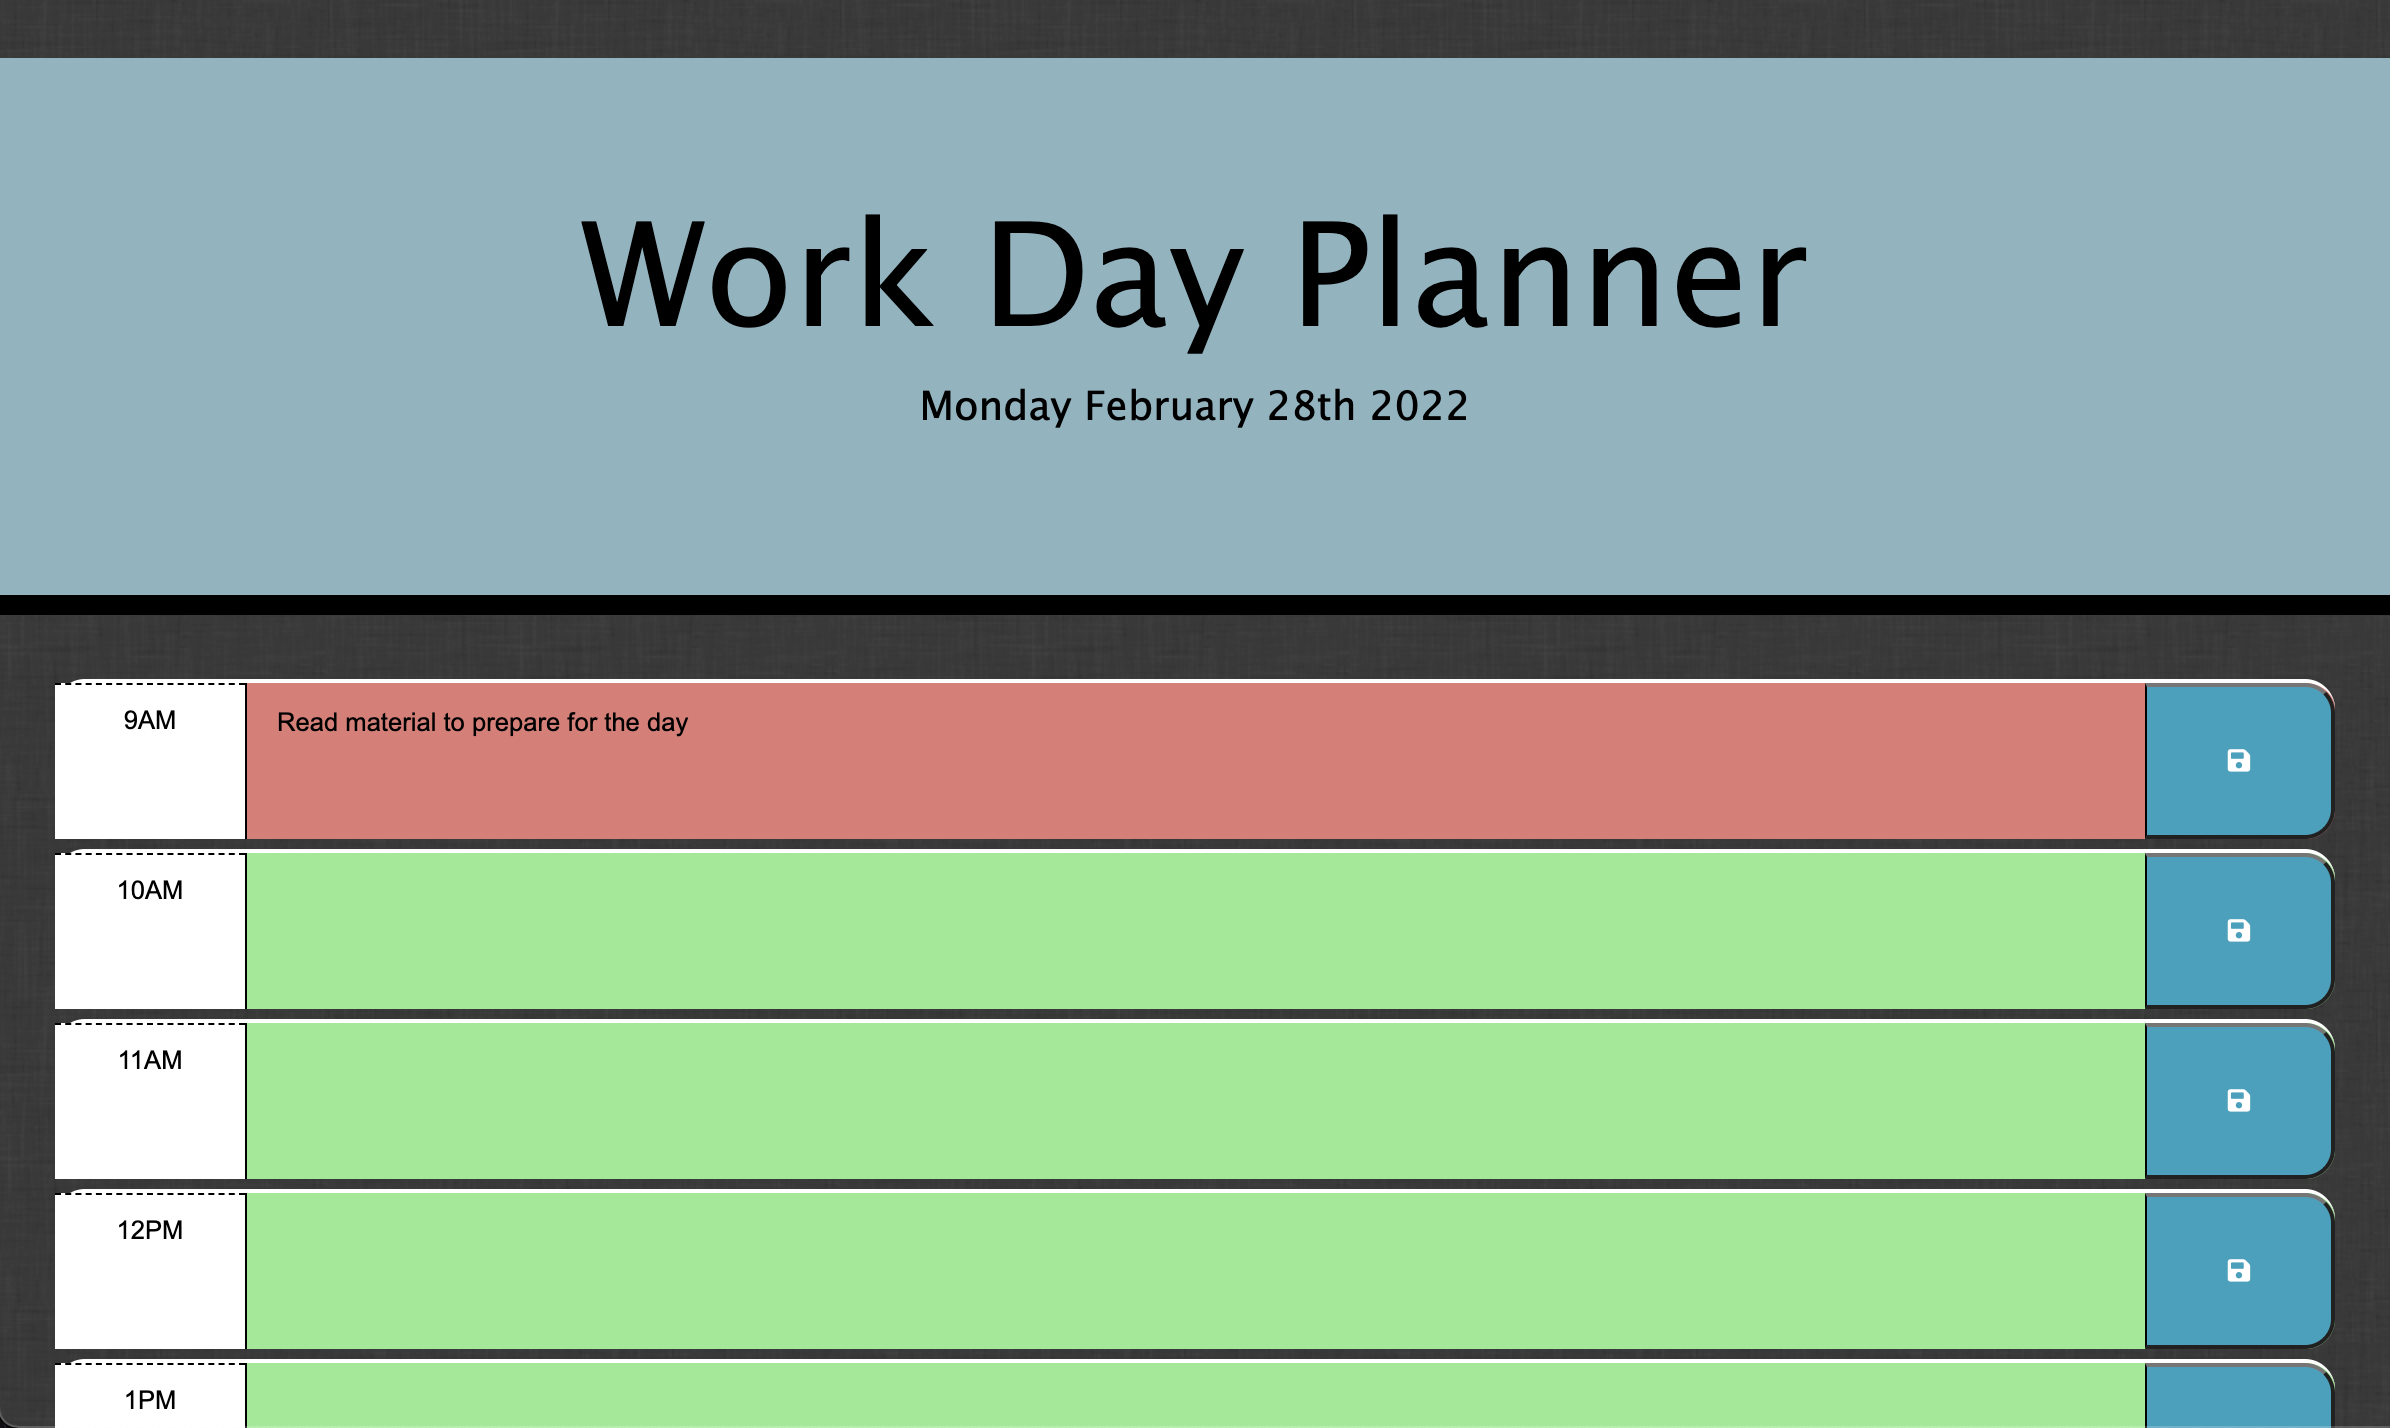 Work Day Planner
Monday February 28th 2022
9AM
Read material to prepare for the day
10AM
11AM
12PM
1PM